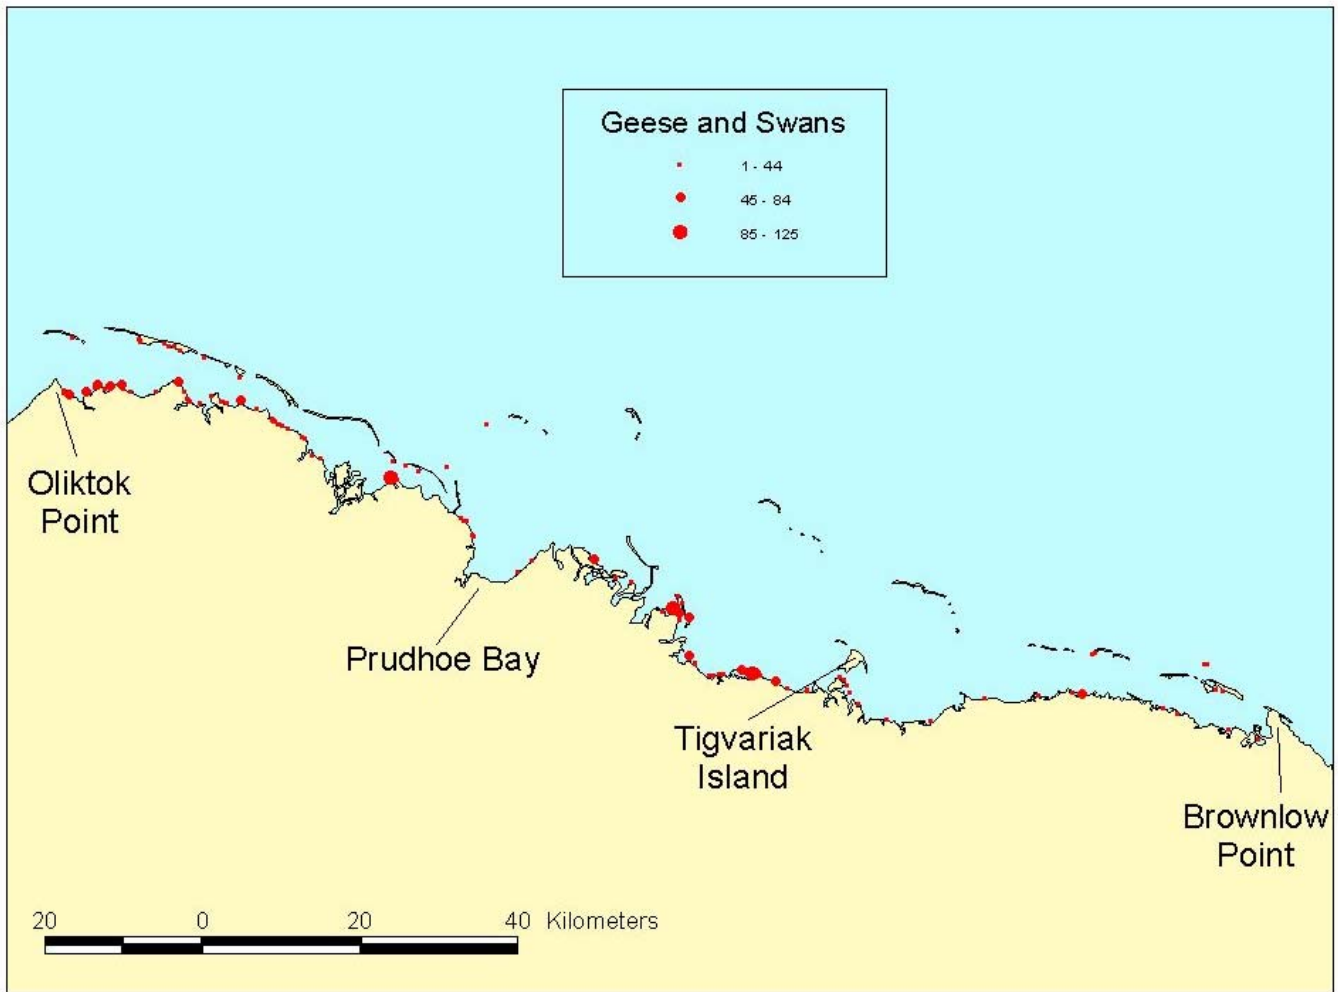 Geese and Swans
1 - 44
45 - 84
85 - 125
Oliktok
Point
Prudhoe Bay
Tigvariak
Island
Brownlow
Point
20 0 20 40 Kilometers